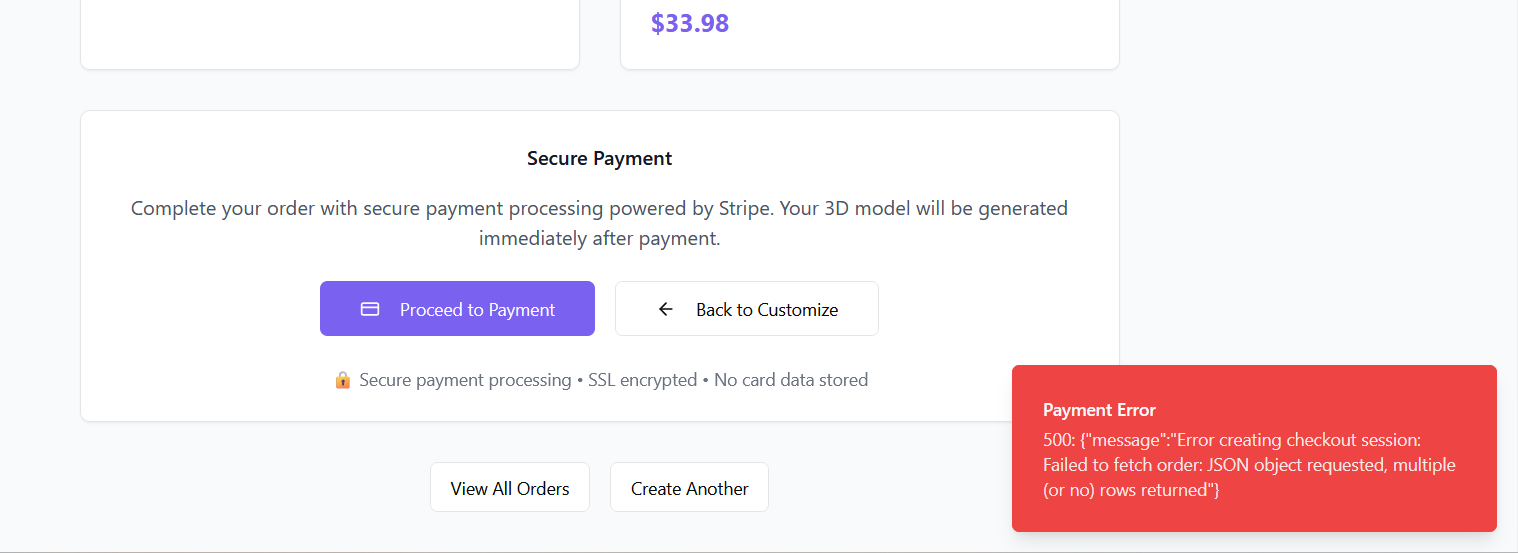 $33.98
Secure Payment
Complete your order with secure payment processing powered by Stripe. Your 3D model will be generated
immediately after payment.
Proceed to Payment
Back to Customize
🔒 Secure payment processing • SSL encrypted • No card data stored
Payment Error
500: {"message":"Error creating checkout session:
Failed to fetch order: JSON object requested, multiple
(or no) rows returned"}
View All Orders
Create Another